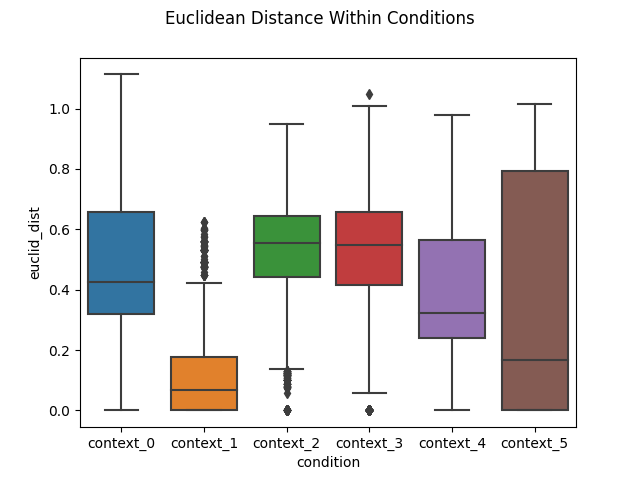 Euclidean Distance Within Conditions
euclid_dist
1.0
0.8
0.6
0.4
0.2
0.0
context_0 context_1 context_2 context_3 context_4 context_5
condition